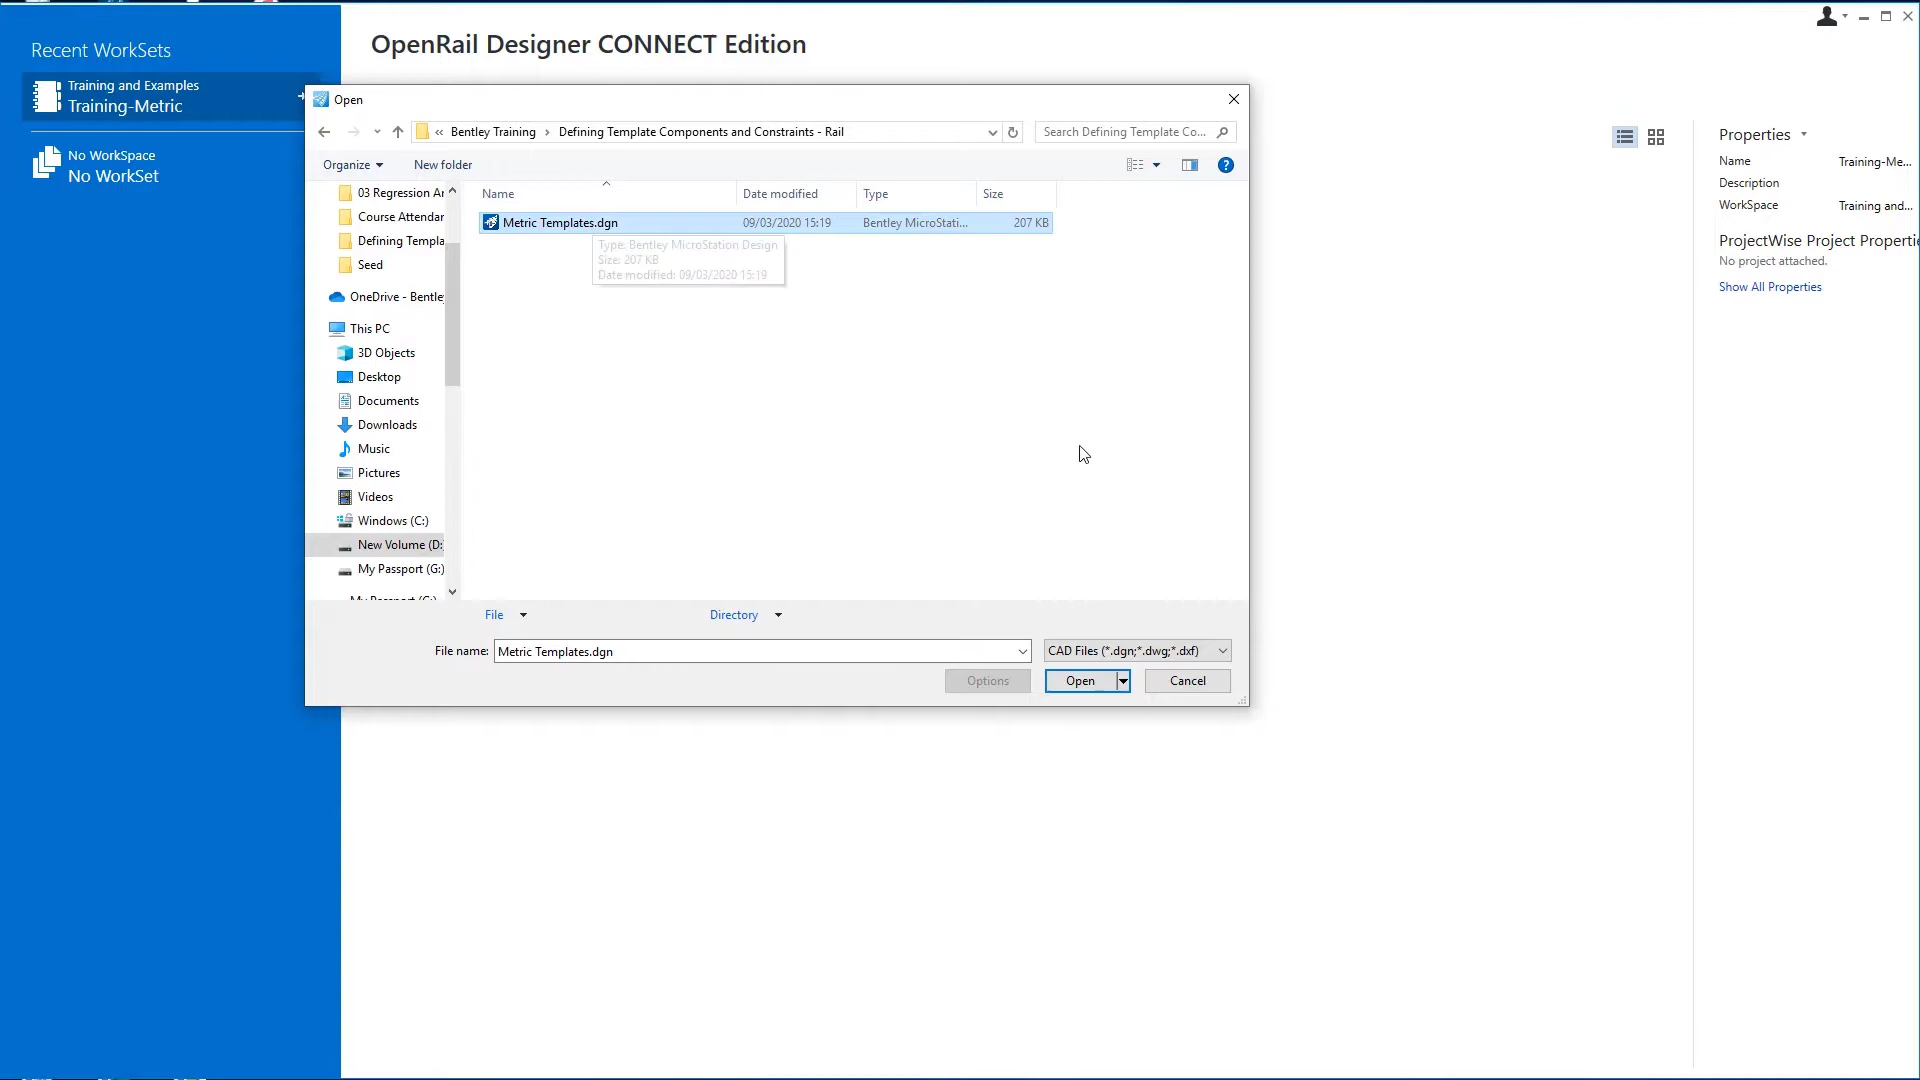 Recent WorkSets
Training and Examples
Training-Metric
No WorkSpace
No WorkSet
OpenRail Designer CONNECT Edition
Open
« Bentley Training › Defining Template Components and Constraints - Rail
Search Defining Template Co...
Organize
New folder
03 Regression Ar
Course Attendar
Defining Templa
Seed
OneDrive - Bentle
This PC
3D Objects
Desktop
Documents
Downloads
Music
Pictures
Videos
Windows (C:)
New Volume (D:
My Passport (G:)
Name Date modified Type Size
Metric Templates.dgn 09/03/2020 15:19 Bentley MicroStati... 207 KB
Type: Bentley MicroStation Design
Size: 207 KB
Date modified: 09/03/2020 15:19
File Directory
File name: Metric Templates.dgn CAD Files (*.dgn;*.dwg;*.dxf)
Options Open Cancel
Properties
Name Training-Me...
Description
WorkSpace Training and...
ProjectWise Project Properti
No project attached.
Show All Properties